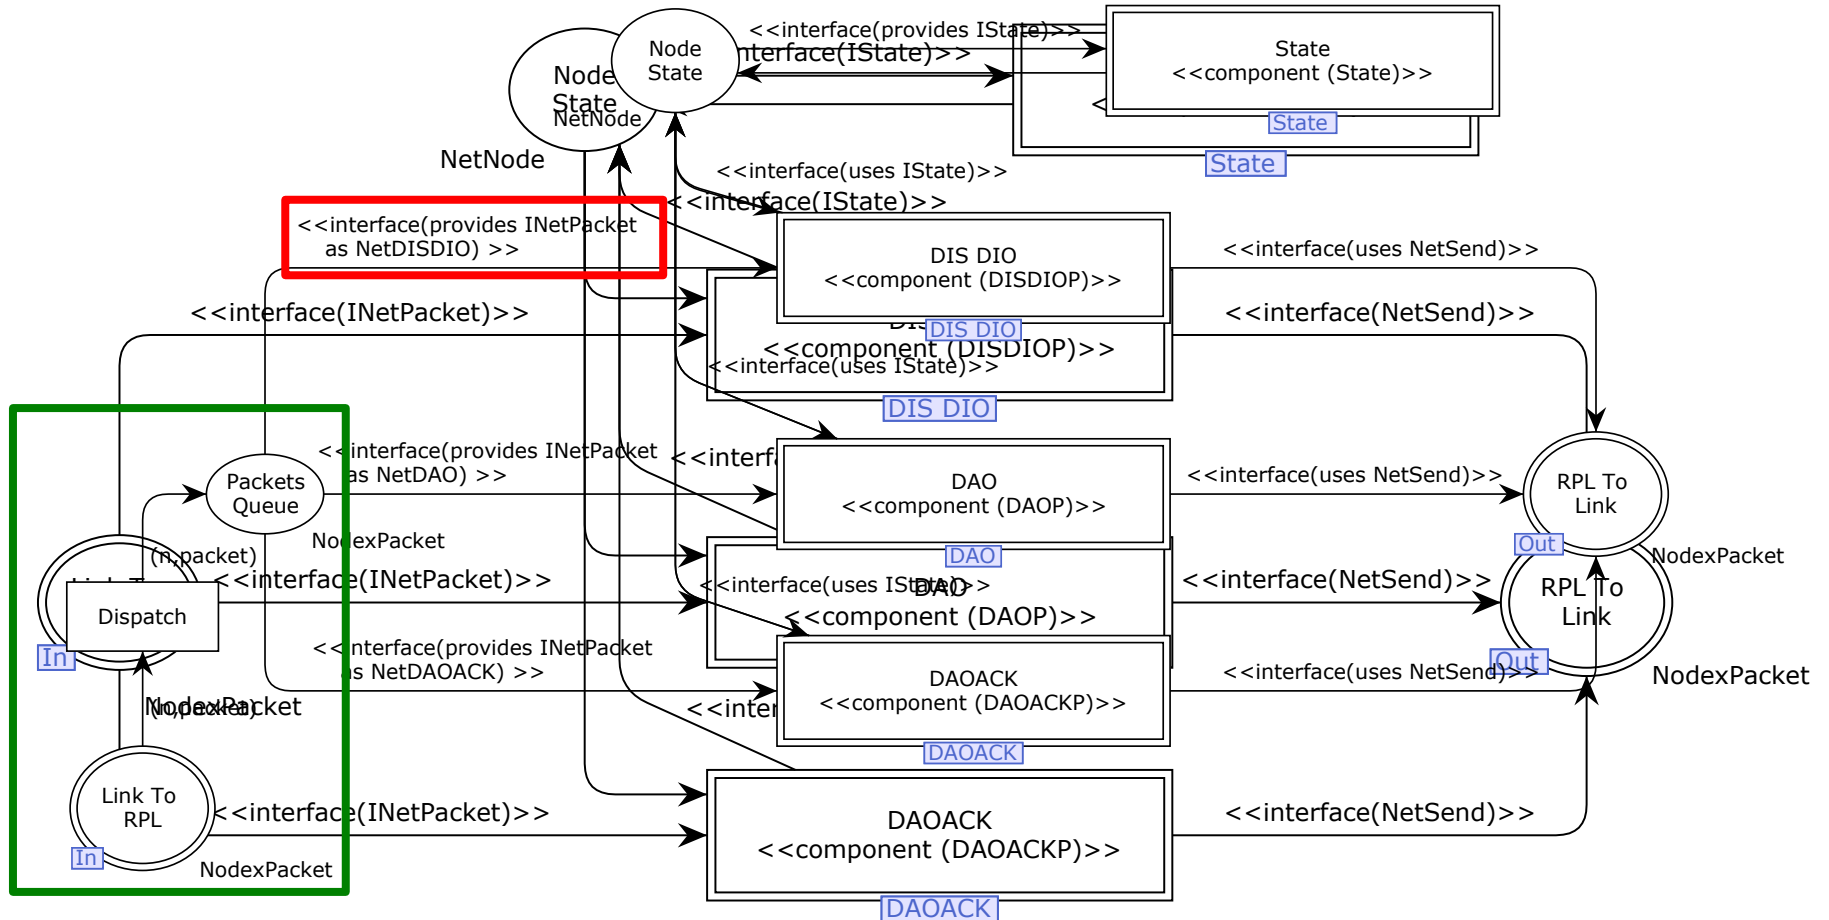 Node
State
NetNode
NetNode
Node
State
<<interface(provides IState)>>
nterface(IState)>>
State
<<component (State)>>
State
State
<<interface(uses IState)>>
<<interface(IState)>>
<<interface(provides INetPacket
as NetDISDIO) >>
DIS DIO
<<component (DISDIOP)>>
DIS DIO
<<interface(uses NetSend)>>
<<interface(INetPacket)>>
<<component (DISDIOP)>>
<<interface(NetSend)>>
<<interface(uses IState)>>
DIS DIO
<<interface(provides INetPacket
as NetDAO) >>
Packets
Queue
DAO
<<component (DAOP)>>
DAO
<<interface(uses NetSend)>>
RPL To
Link
Out
NodexPacket
NodexPacket
(n,packet)
<<interface(INetPacket)>>
<<interface(uses IState)>>
DAO
<<component (DAOP)>>
<<interface(NetSend)>>
RPL To
Link
Out
NodexPacket
Dispatch
In
<<interface(provides INetPacket
as NetDAOACK) >>
DAOACK
<<component (DAOACKP)>>
DAOACK
<<interface(uses NetSend)>>
NodexPacket
(n,packet)
Link To
RPL
In
NodexPacket
<<interface(INetPacket)>>
DAOACK
<<component (DAOACKP)>>
DAOACK
<<interface(NetSend)>>